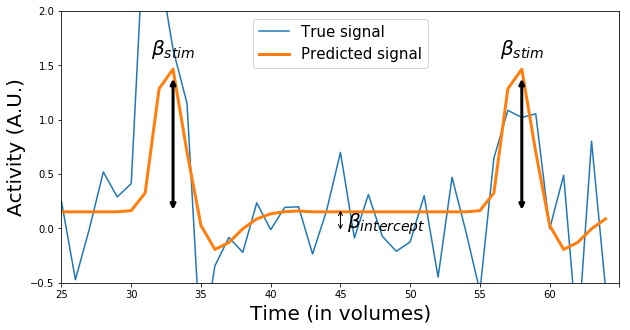 2.0
1.5
1.0
0.5
0.0
−0.5
Activity (A.U.)
True signal
Predicted signal
β_stim
β_stim
β_intercept
25 30 35 40 45 50 55 60
Time (in volumes)